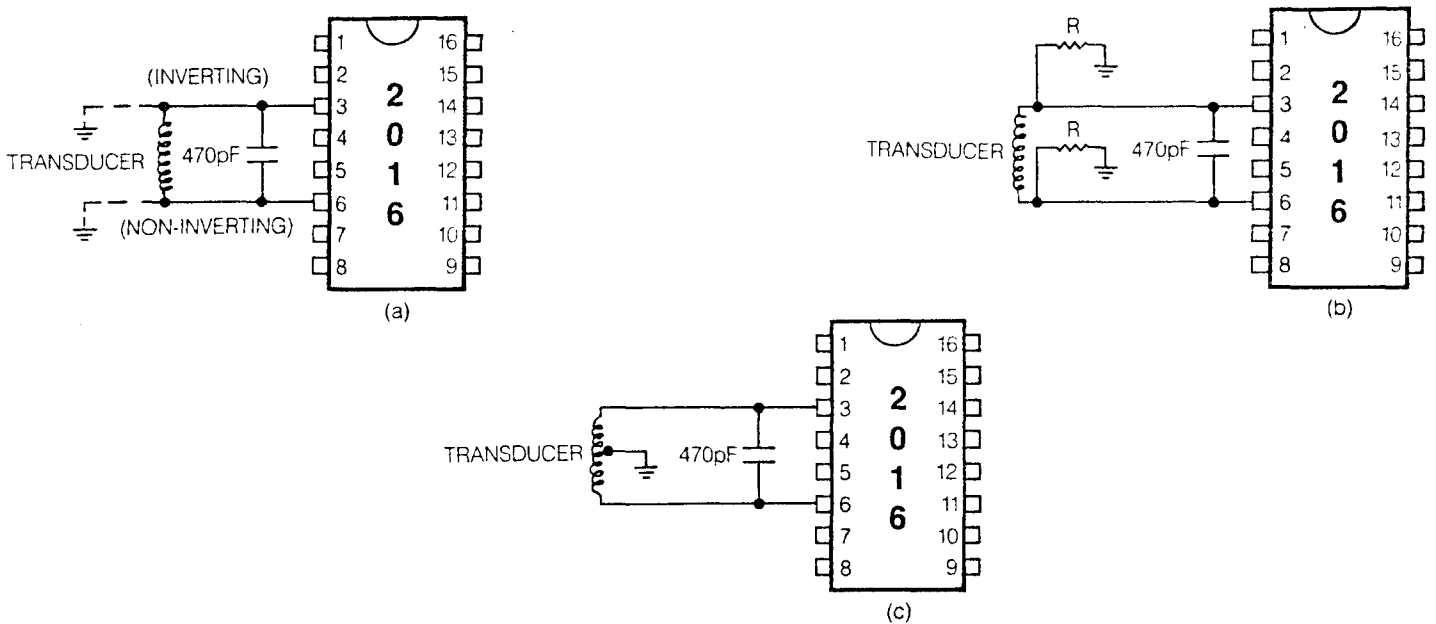 (INVERTING)
TRANSDUCER
470pF
(NON-INVERTING)
1 16
2 15
3 14
4 13
5 12
6 11
7 10
8 9
2
0
1
6
(a)
R
R
TRANSDUCER
470pF
1 16
2 15
3 14
4 13
5 12
6 11
7 10
8 9
2
0
1
6
(b)
TRANSDUCER
470pF
1 16
2 15
3 14
4 13
5 12
6 11
7 10
8 9
2
0
1
6
(c)